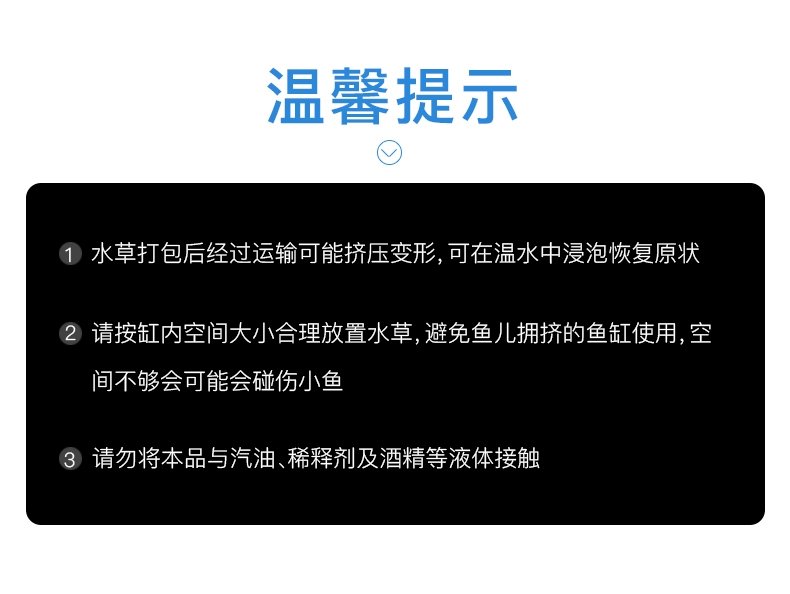 温馨提示
1 水草打包后经过运输可能挤压变形,可在温水中浸泡恢复原状
2 请按缸内空间大小合理放置水草,避免鱼儿拥挤的鱼缸使用,空
间不够会可能会碰伤小鱼
3 请勿将本品与汽油、稀释剂及酒精等液体接触